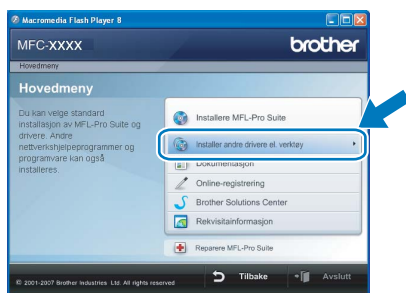 Macromedia Flash Player 8
MFC-XXXX
brother
Hovedmeny
Hovedmeny
Du kan velge standard
installasjon av MFL-Pro Suite og
drivere. Andre
nettverkshjelpeprogrammer og
programvare kan også
installeres.
Installere MFL-Pro Suite
Installer andre drivere el. verktøy
Dokumentasjon
Online-registrering
Brother Solutions Center
Rekvisitainformasjon
Reparere MFL-Pro Suite
© 2001-2007 Brother Industries Ltd. All rights reserved
Tilbake
Avslutt